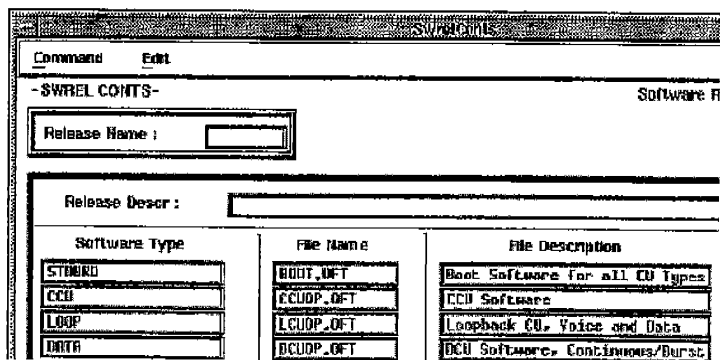 SwrelConts
Command Edit
-SWREL CONTS- Software R
Release Name :
Release Descr :
Software Type File Name File Description
STDBRD BOOT.DFT Boot Software for all CU Types
CCU CCUDP.DFT CCU Software
LOOP LCUDP.DFT Loopback CU, Voice and Data
DATA DCUDP.DFT DCU Software, Continuous/Burst